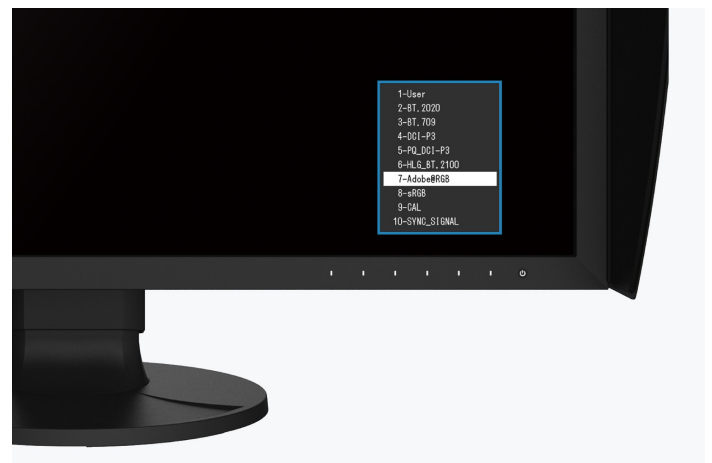 1-User
2-BT.2020
3-BT.709
4-DCI-P3
5-PQ_DCI-P3
6-HLG_BT.2100
7-Adobe®RGB
8-sRGB
9-CAL
10-SYNC_SIGNAL